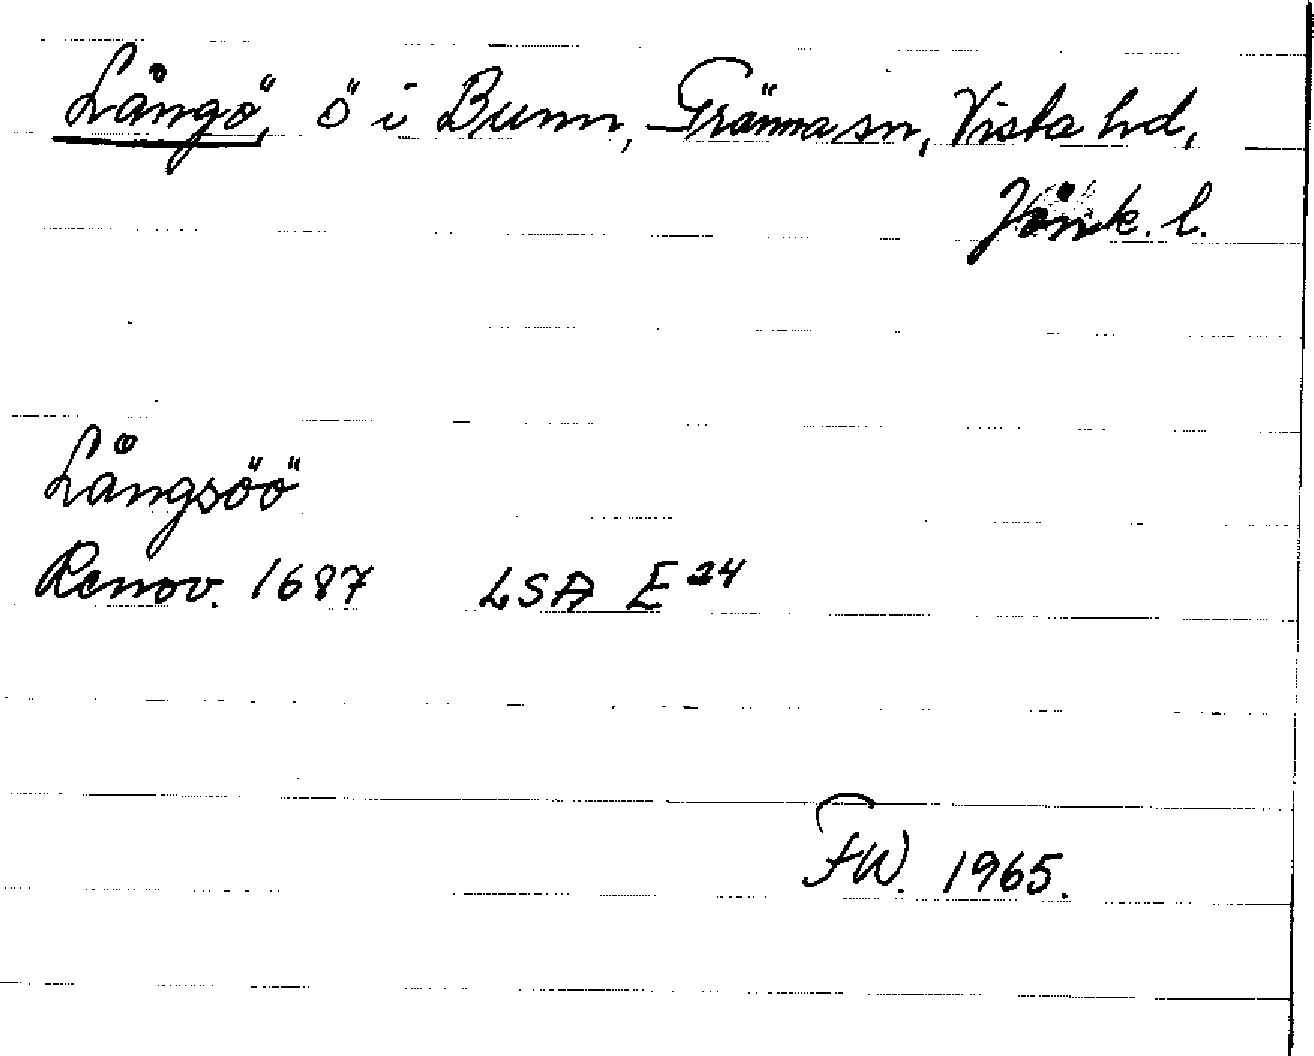 Långö, ö i Bunn, Gränna sn, Vista hd,
Jönk. l.
Långsöö
Renov. 1687 LSA E 24
FW. 1965.